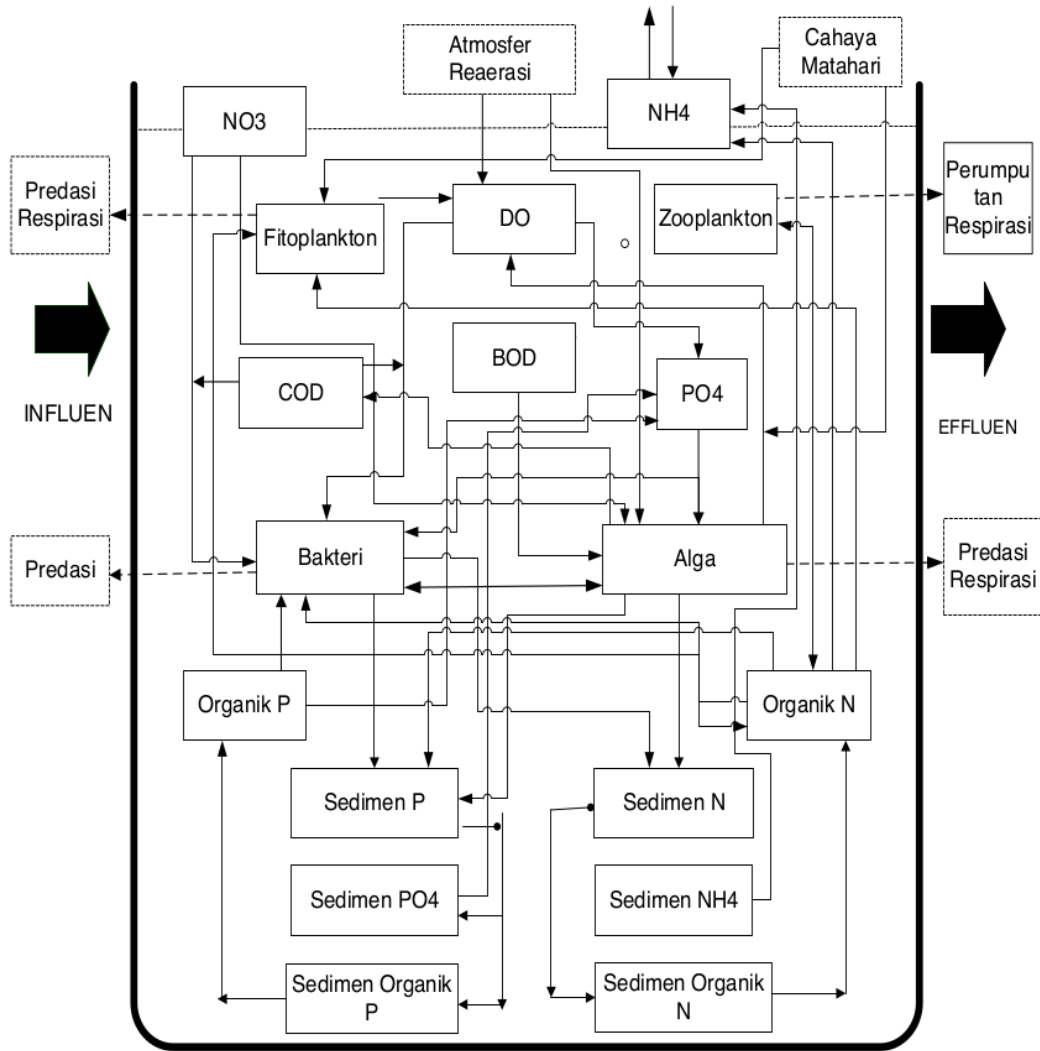 Atmosfer
Reaerasi
Cahaya
Matahari
NO3
NH4
Predasi
Respirasi
Fitoplankton
DO
Zooplankton
Perumpu
tan
Respirasi
INFLUEN
COD
BOD
PO4
EFFLUEN
Predasi
Bakteri
Alga
Predasi
Respirasi
Organik P
Organik N
Sedimen P
Sedimen N
Sedimen PO4
Sedimen NH4
Sedimen Organik
P
Sedimen Organik
N